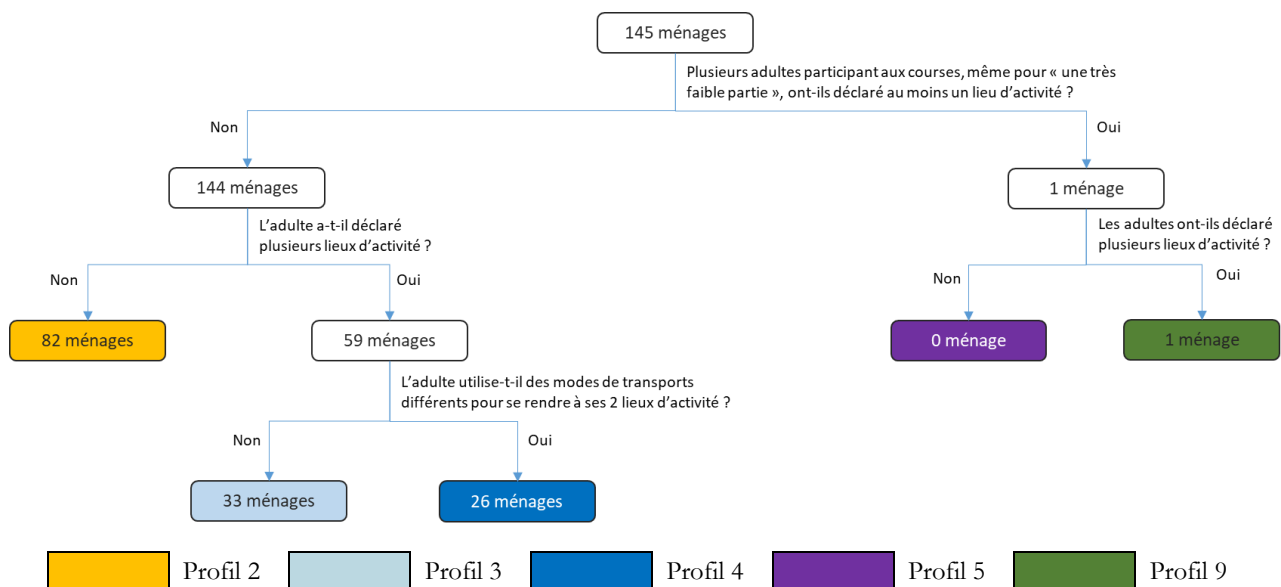 145 ménages
Plusieurs adultes participant aux courses, même pour « une très
faible partie », ont-ils déclaré au moins un lieu d’activité ?
Non
Oui
144 ménages
1 ménage
L’adulte a-t-il déclaré
plusieurs lieux d’activité ?
Les adultes ont-ils déclaré
plusieurs lieux d’activité ?
Non
Oui
Non
Oui
82 ménages
59 ménages
0 ménage
1 ménage
L’adulte utilise-t-il des modes de transports
différents pour se rendre à ses 2 lieux d’activité ?
Non
Oui
33 ménages
26 ménages
Profil 2
Profil 3
Profil 4
Profil 5
Profil 9